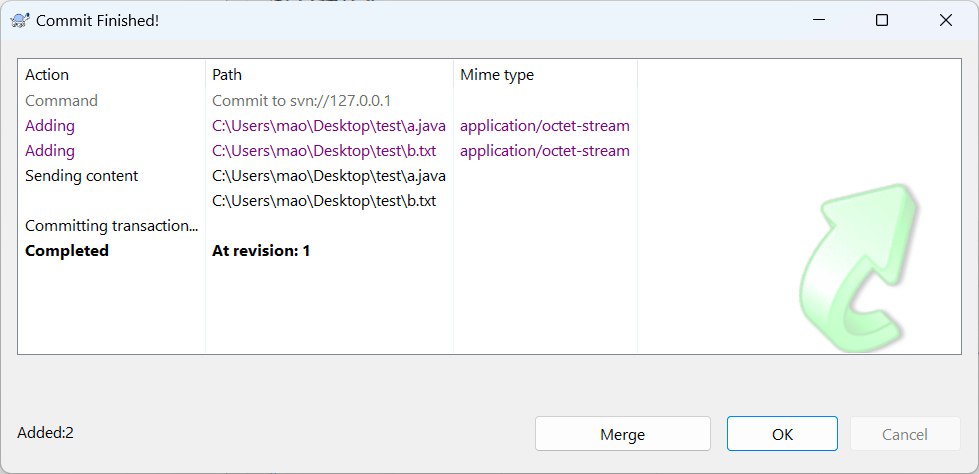 Commit Finished!
Action Path Mime type
Command Commit to svn://127.0.0.1
Adding C:\Users\mao\Desktop\test\a.java application/octet-stream
Adding C:\Users\mao\Desktop\test\b.txt application/octet-stream
Sending content C:\Users\mao\Desktop\test\a.java
C:\Users\mao\Desktop\test\b.txt
Committing transaction...
Completed At revision: 1
Added:2 Merge OK Cancel